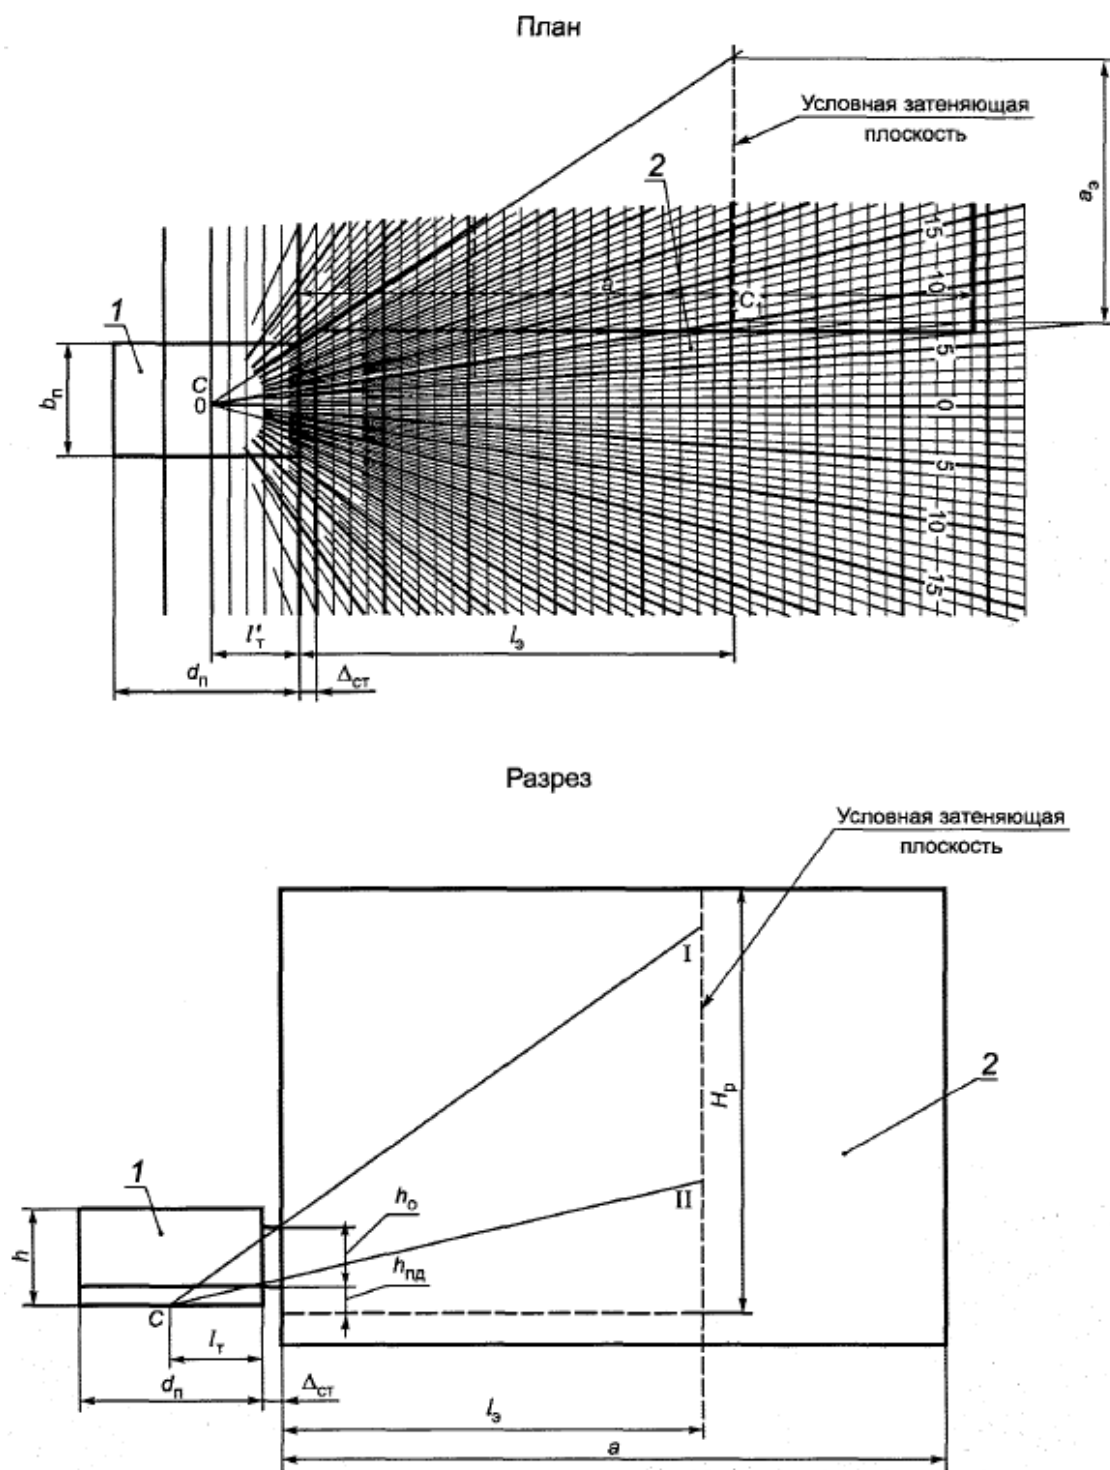 План
Условная затеняющая
плоскость
2
aэ
15
10
a
C1
1
5
bп
C
0
0
5
10
15
l'т
lэ
dп
Δст
Разрез
Условная затеняющая
плоскость
I
2
Hр
1
hо
II
h
hпд
C
lт
dп
Δст
lэ
a